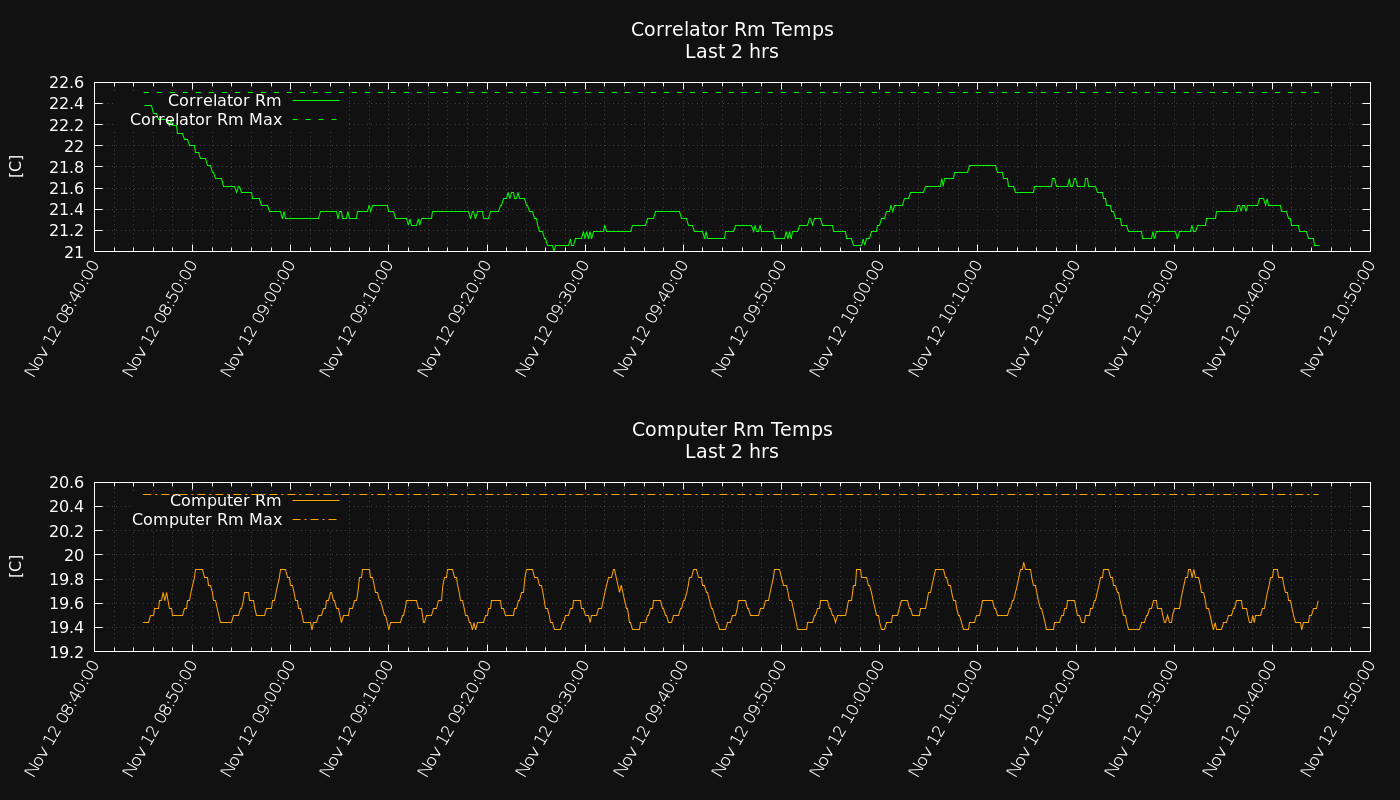 Correlator Rm Temps
Last 2 hrs
[C]
22.6
22.4
22.2
22
21.8
21.6
21.4
21.2
21
Correlator Rm
Correlator Rm Max
Nov 12 08:40:00
Nov 12 08:50:00
Nov 12 09:00:00
Nov 12 09:10:00
Nov 12 09:20:00
Nov 12 09:30:00
Nov 12 09:40:00
Nov 12 09:50:00
Nov 12 10:00:00
Nov 12 10:10:00
Nov 12 10:20:00
Nov 12 10:30:00
Nov 12 10:40:00
Nov 12 10:50:00
Computer Rm Temps
Last 2 hrs
[C]
20.6
20.4
20.2
20
19.8
19.6
19.4
19.2
Computer Rm
Computer Rm Max
Nov 12 08:40:00
Nov 12 08:50:00
Nov 12 09:00:00
Nov 12 09:10:00
Nov 12 09:20:00
Nov 12 09:30:00
Nov 12 09:40:00
Nov 12 09:50:00
Nov 12 10:00:00
Nov 12 10:10:00
Nov 12 10:20:00
Nov 12 10:30:00
Nov 12 10:40:00
Nov 12 10:50:00